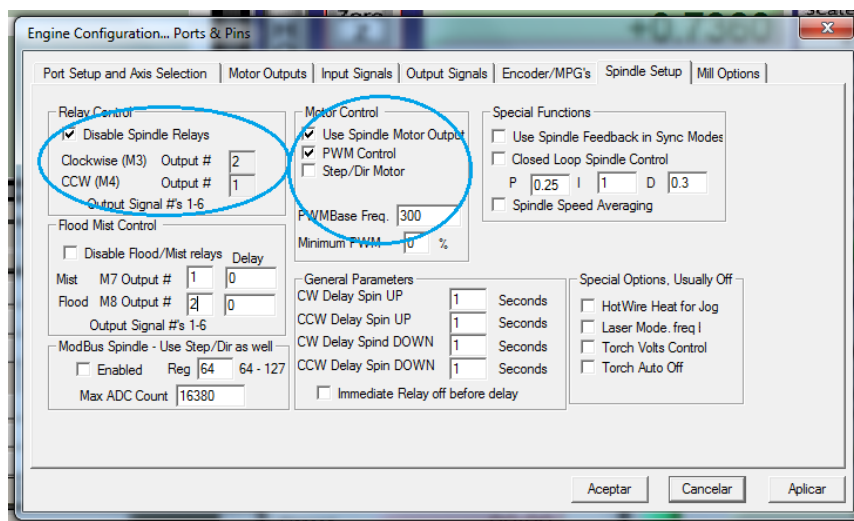 Zero
Scale
Z
+0.7360
Engine Configuration... Ports & Pins
Port Setup and Axis Selection Motor Outputs Input Signals Output Signals Encoder/MPG's Spindle Setup Mill Options
Relay Control
Disable Spindle Relays
Clockwise (M3) Output # 2
CCW (M4) Output # 1
Output Signal #'s 1-6
Flood Mist Control
Disable Flood/Mist relays Delay
Mist M7 Output # 1 0
Flood M8 Output # 2 0
Output Signal #'s 1-6
ModBus Spindle - Use Step/Dir as well
Enabled Reg 64 64 - 127
Max ADC Count 16380
Motor Control
Use Spindle Motor Output
PWM Control
Step/Dir Motor
PWMBase Freq. 300
Minimum PWM 0 %
General Parameters
CW Delay Spin UP 1 Seconds
CCW Delay Spin UP 1 Seconds
CW Delay Spind DOWN 1 Seconds
CCW Delay Spin DOWN 1 Seconds
Immediate Relay off before delay
Special Functions
Use Spindle Feedback in Sync Modes
Closed Loop Spindle Control
P 0.25 I 1 D 0.3
Spindle Speed Averaging
Special Options, Usually Off
HotWire Heat for Jog
Laser Mode. freq
Torch Volts Control
Torch Auto Off
Aceptar Cancelar Aplicar